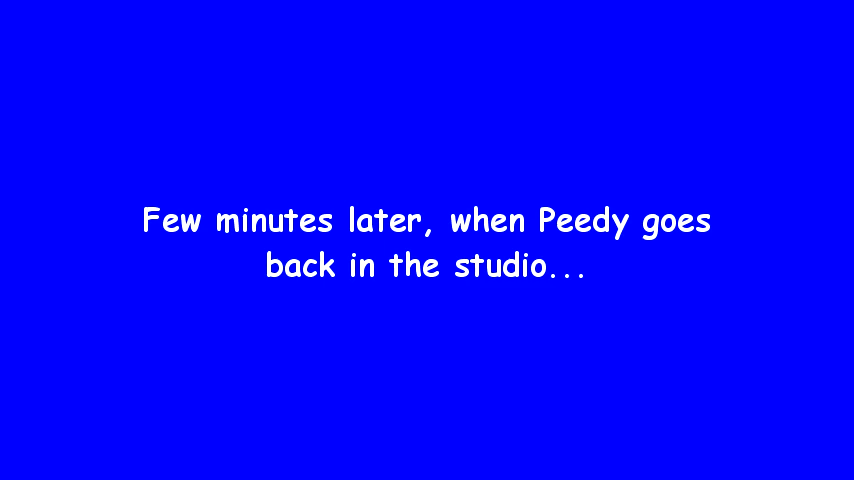 Few minutes later, when Peedy goes
back in the studio...